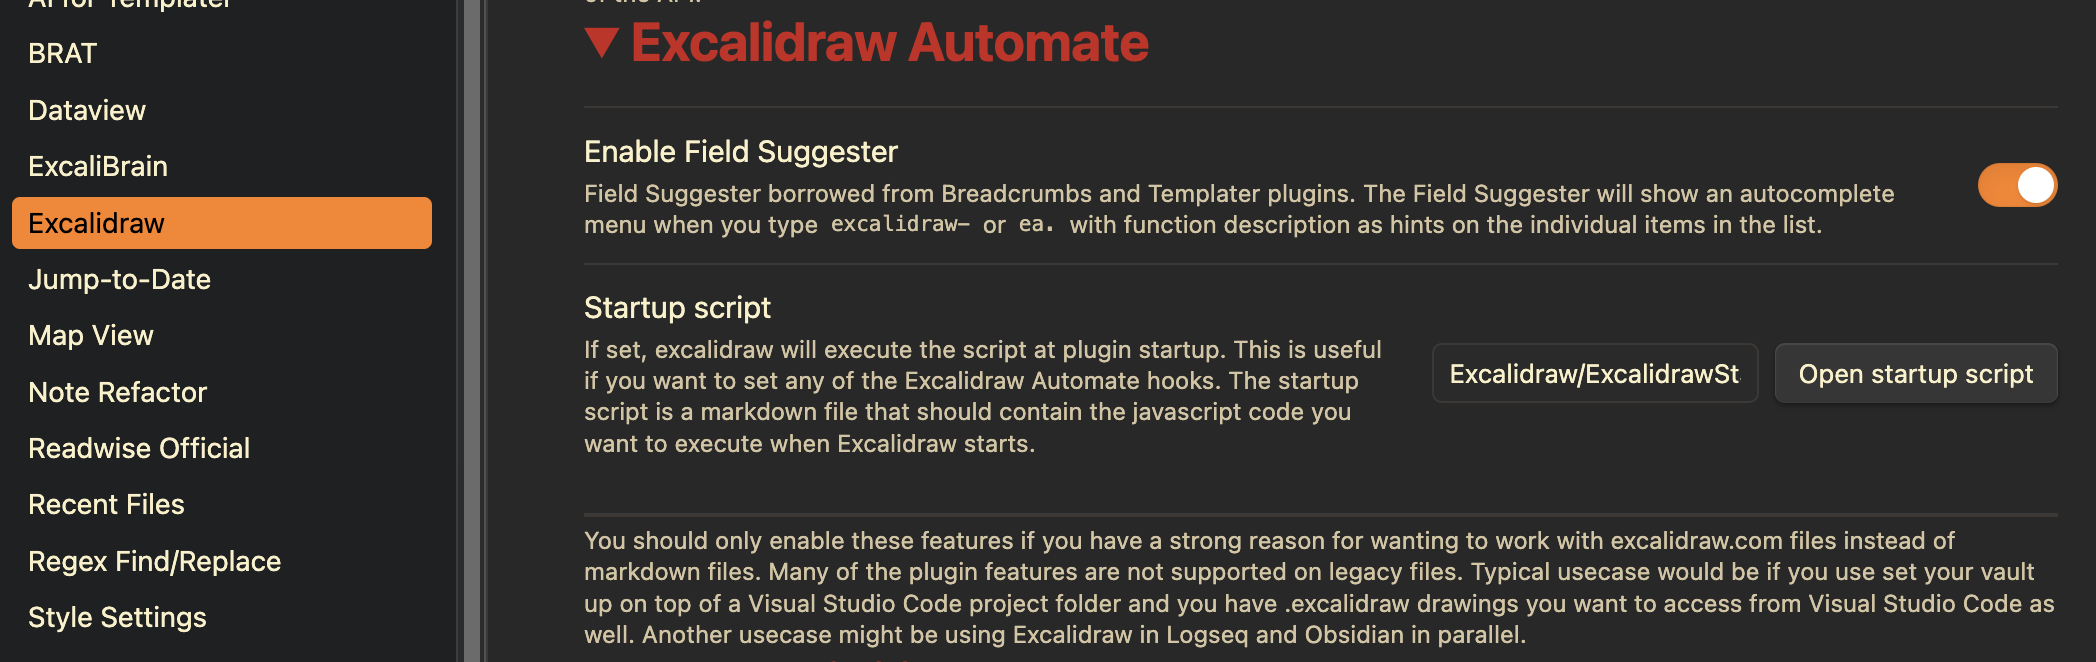 AI for Templater
BRAT
Dataview
ExcaliBrain
Excalidraw
Jump-to-Date
Map View
Note Refactor
Readwise Official
Recent Files
Regex Find/Replace
Style Settings
of the API.
Excalidraw Automate
Enable Field Suggester
Field Suggester borrowed from Breadcrumbs and Templater plugins. The Field Suggester will show an autocomplete
menu when you type excalidraw- or ea. with function description as hints on the individual items in the list.
Startup script
If set, excalidraw will execute the script at plugin startup. This is useful
if you want to set any of the Excalidraw Automate hooks. The startup
script is a markdown file that should contain the javascript code you
want to execute when Excalidraw starts.
Excalidraw/ExcalidrawSt
Open startup script
You should only enable these features if you have a strong reason for wanting to work with excalidraw.com files instead of
markdown files. Many of the plugin features are not supported on legacy files. Typical usecase would be if you use set your vault
up on top of a Visual Studio Code project folder and you have .excalidraw drawings you want to access from Visual Studio Code as
well. Another usecase might be using Excalidraw in Logseq and Obsidian in parallel.